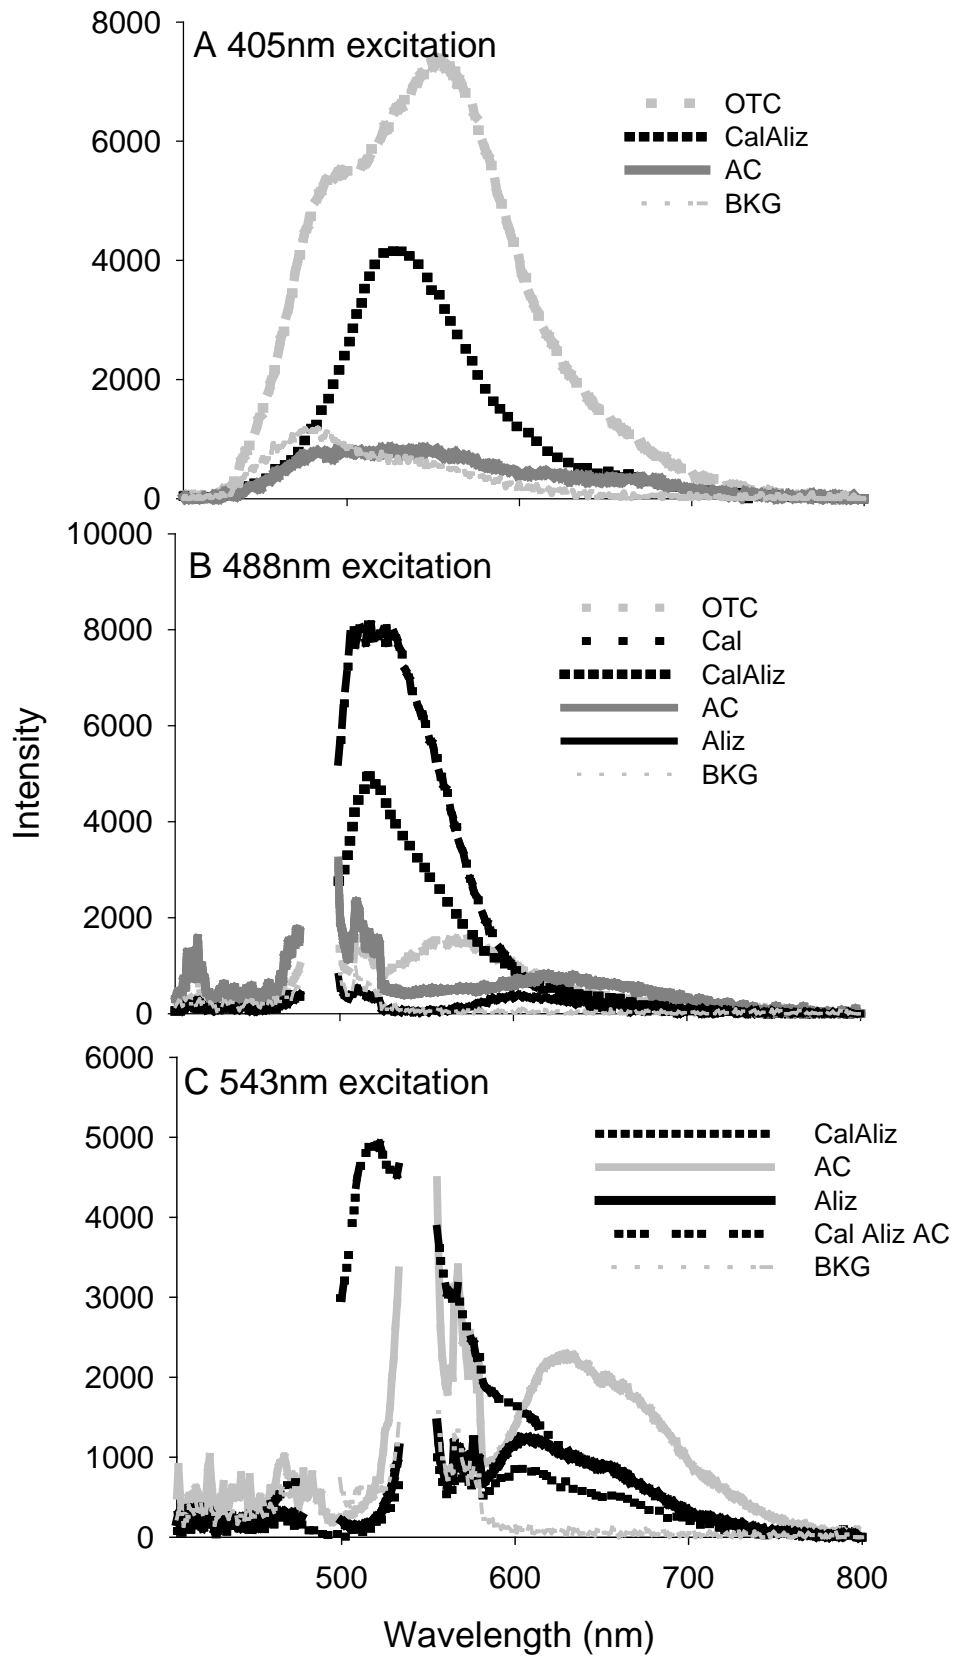 A 405nm excitation
8000
6000
4000
2000
0
OTC
CalAliz
AC
BKG
B 488nm excitation
10000
8000
6000
4000
2000
0
OTC
Cal
CalAliz
AC
Aliz
BKG
Intensity
C 543nm excitation
6000
5000
4000
3000
2000
1000
0
CalAliz
AC
Aliz
Cal Aliz AC
BKG
500 600 700 800
Wavelength (nm)